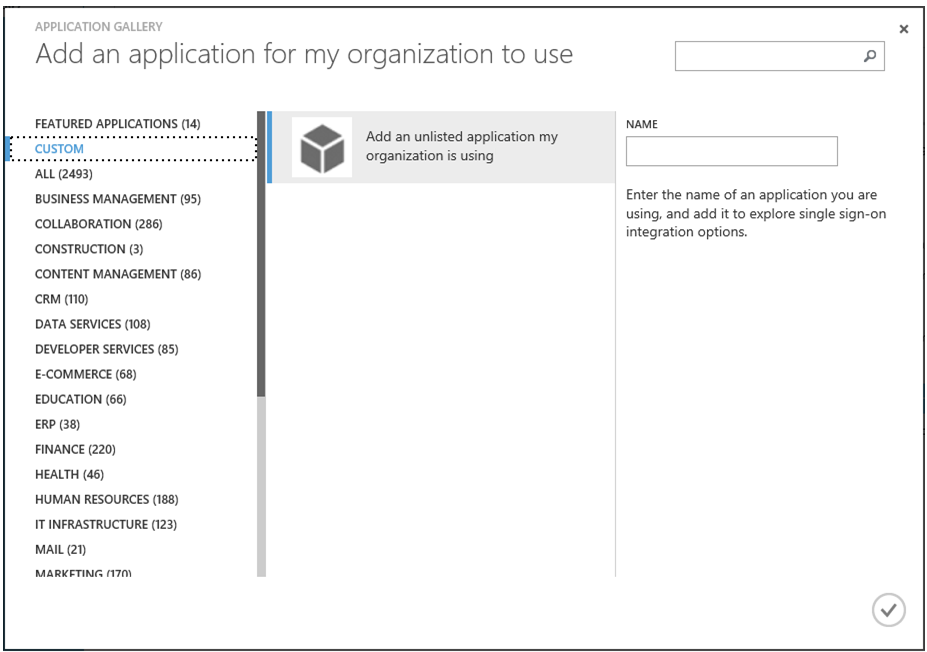 APPLICATION GALLERY
Add an application for my organization to use
FEATURED APPLICATIONS (14)
CUSTOM
ALL (2493)
BUSINESS MANAGEMENT (95)
COLLABORATION (286)
CONSTRUCTION (3)
CONTENT MANAGEMENT (86)
CRM (110)
DATA SERVICES (108)
DEVELOPER SERVICES (85)
E-COMMERCE (68)
EDUCATION (66)
ERP (38)
FINANCE (220)
HEALTH (46)
HUMAN RESOURCES (188)
IT INFRASTRUCTURE (123)
MAIL (21)
MARKETING (170)
Add an unlisted application my
organization is using
NAME
Enter the name of an application you are
using, and add it to explore single sign-on
integration options.